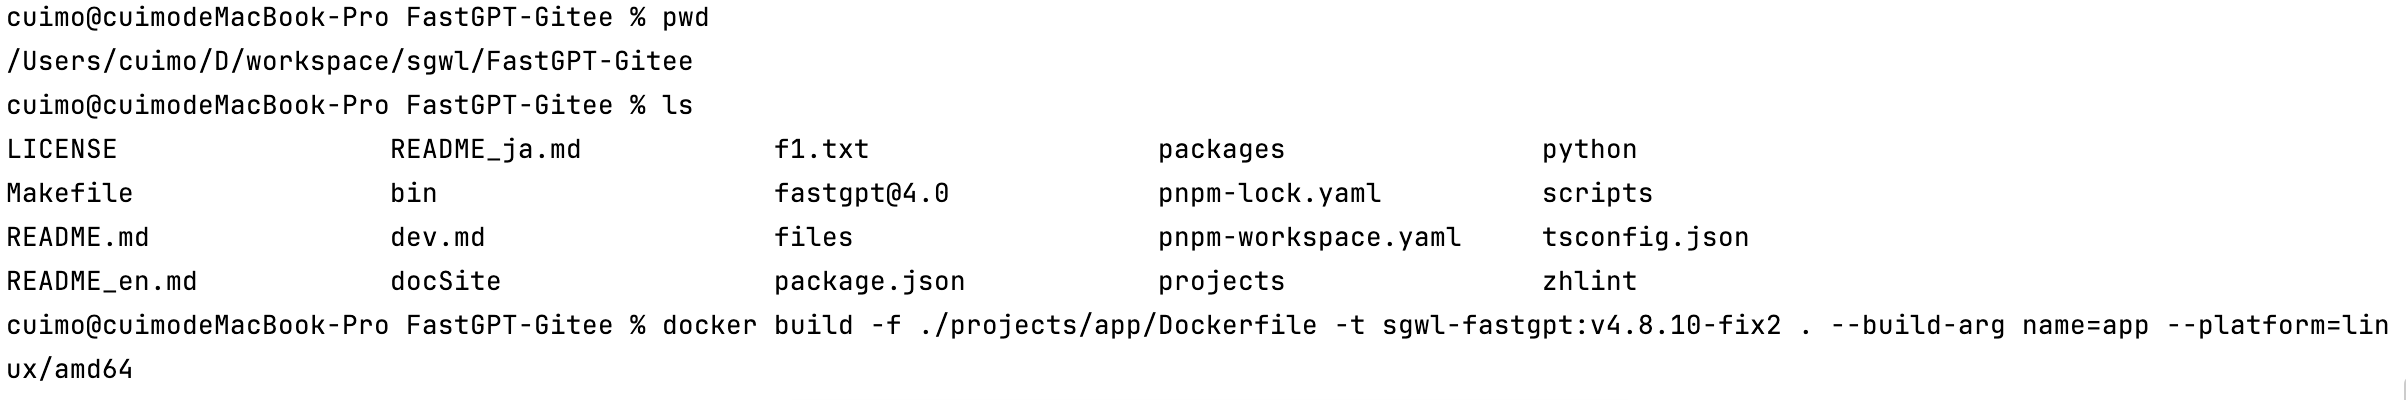 cuimo@cuimodeMacBook-Pro FastGPT-Gitee % pwd
/Users/cuimo/D/workspace/sgwl/FastGPT-Gitee
cuimo@cuimodeMacBook-Pro FastGPT-Gitee % ls
LICENSE README_ja.md f1.txt packages python
Makefile bin fastgpt@4.0 pnpm-lock.yaml scripts
README.md dev.md files pnpm-workspace.yaml tsconfig.json
README_en.md docSite package.json projects zhlint
cuimo@cuimodeMacBook-Pro FastGPT-Gitee % docker build -f ./projects/app/Dockerfile -t sgwl-fastgpt:v4.8.10-fix2 . --build-arg name=app --platform=lin
ux/amd64